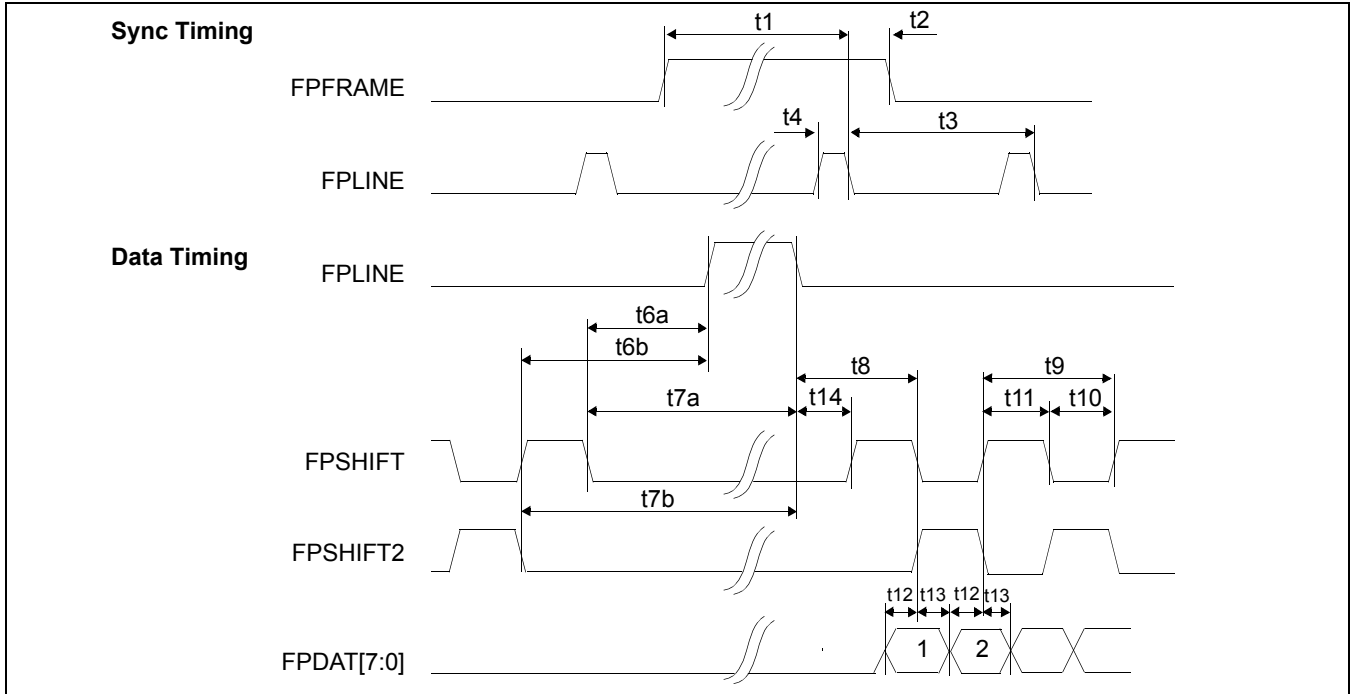 Sync Timing
t1
t2
FPFRAME
t4
t3
FPLINE
Data Timing
FPLINE
t6a
t6b
t8
t9
t7a
t14
t11
t10
FPSHIFT
t7b
FPSHIFT2
t12 t13 t12 t13
1 2
FPDAT[7:0]